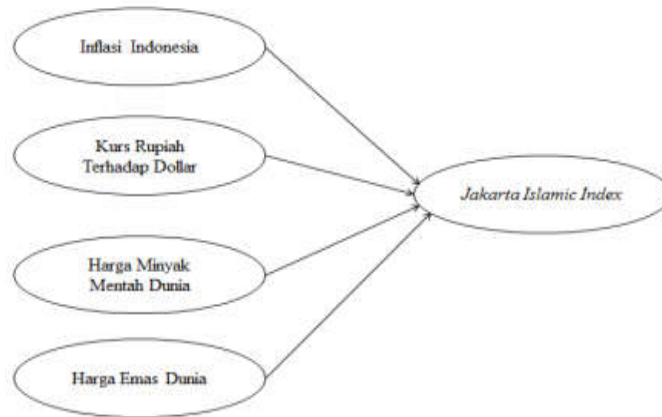 Inflasi Indonesia
Kurs Rupiah
Terhadap Dollar
Jakarta Islamic Index
Harga Minyak
Mentah Dunia
Harga Emas Dunia